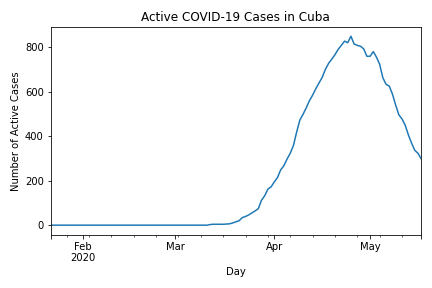 Active COVID-19 Cases in Cuba
Number of Active Cases
800
600
400
200
0
Feb
2020
Mar
Apr
May
Day